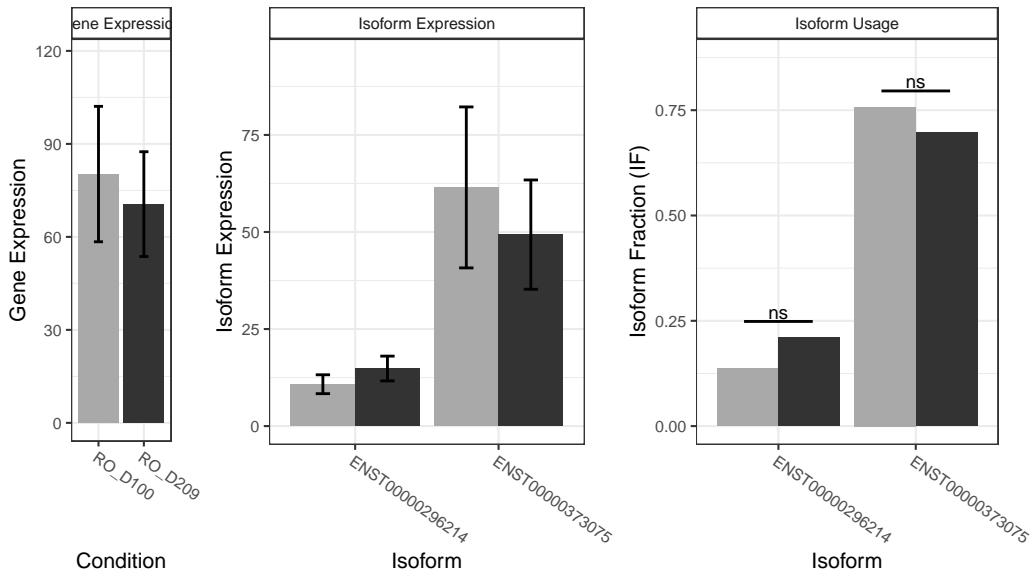 ene Expressio
Gene Expression
120
90
60
30
0
RO_D100
RO_D209
Condition
Isoform Expression
Isoform Expression
75
50
25
0
ENST00000296214
ENST00000373075
Isoform
Isoform Usage
Isoform Fraction (IF)
0.75
0.50
0.25
0.00
ns
ns
ENST00000296214
ENST00000373075
Isoform